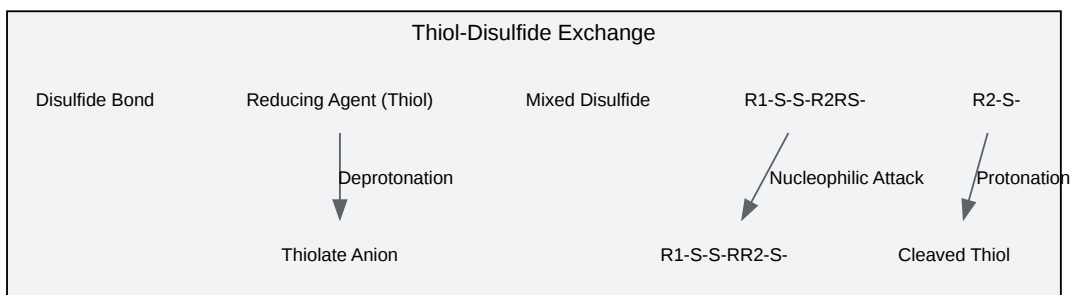 Thiol-Disulfide Exchange
Disulfide Bond
Reducing Agent (Thiol)
Mixed Disulfide
R1-S-S-R2RS-
R2-S-
Deprotonation
Nucleophilic Attack
Protonation
Thiolate Anion
R1-S-S-RR2-S-
Cleaved Thiol